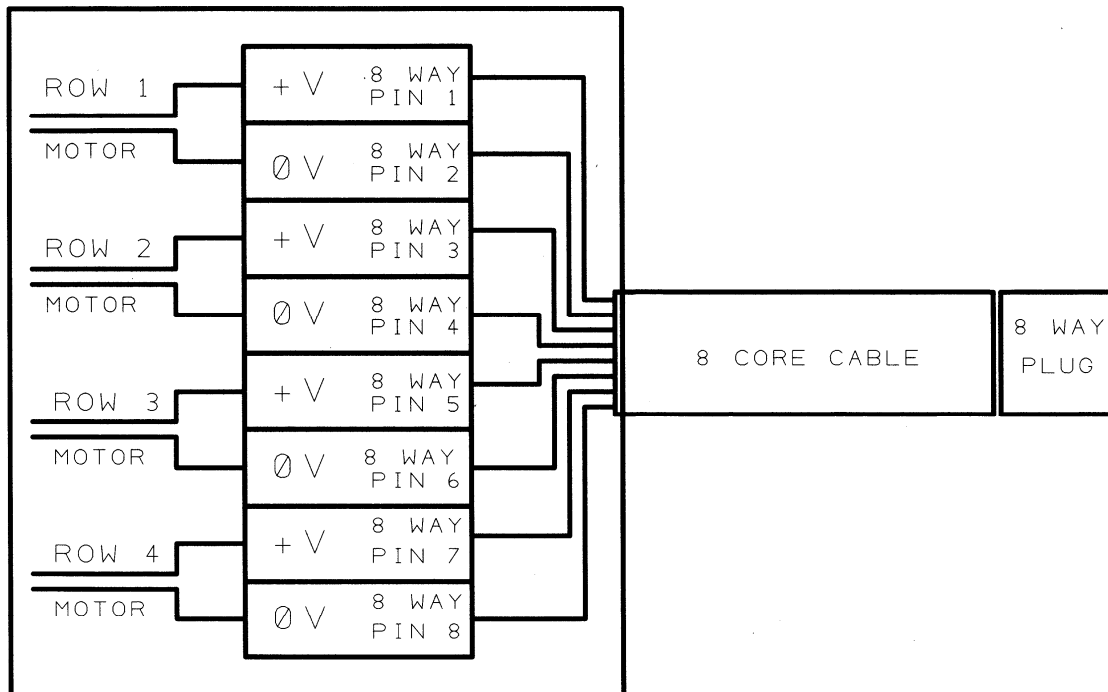 ROW 1
MOTOR
+V 8 WAY
PIN 1
0V 8 WAY
PIN 2
ROW 2
MOTOR
+V 8 WAY
PIN 3
0V 8 WAY
PIN 4
ROW 3
MOTOR
+V 8 WAY
PIN 5
0V 8 WAY
PIN 6
ROW 4
MOTOR
+V 8 WAY
PIN 7
0V 8 WAY
PIN 8
8 CORE CABLE
8 WAY
PLUG